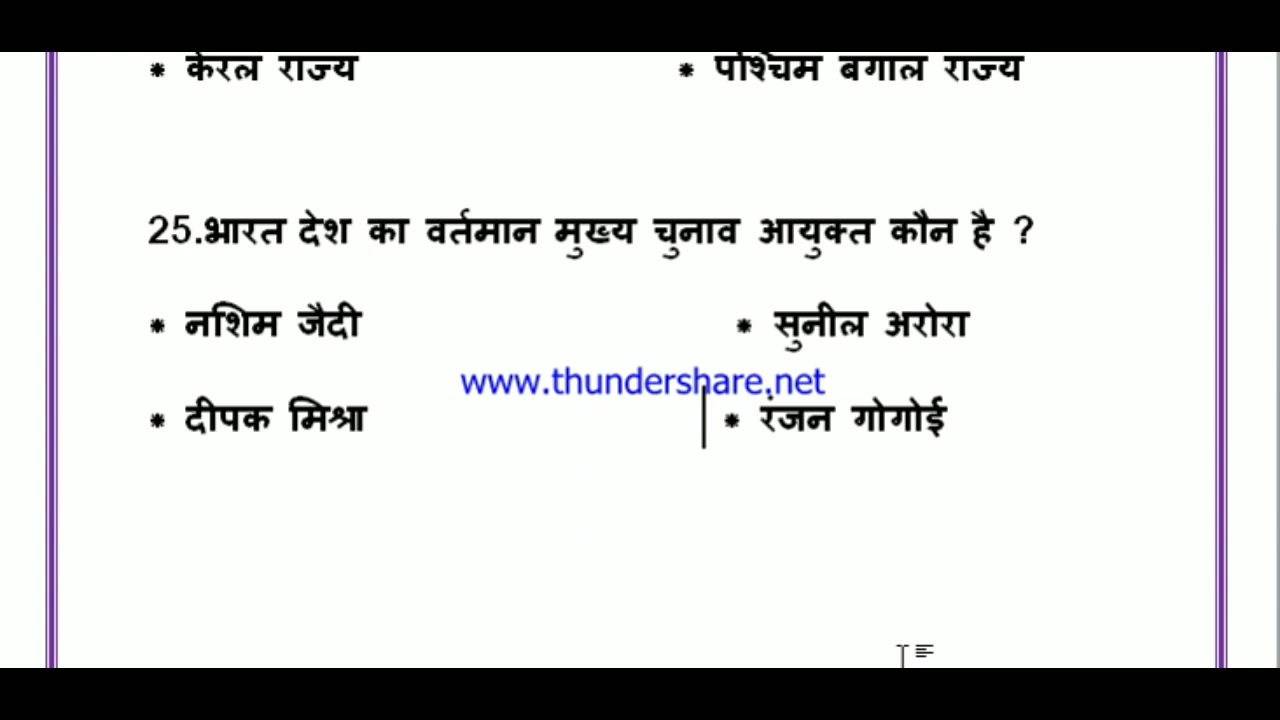 * केरल राज्य * पश्चिम बंगाल राज्य
25.भारत देश का वर्तमान मुख्य चुनाव आयुक्त कौन है ?
* नशिम जैदी * सुनील अरोरा
www.thundershare.net
* दीपक मिश्रा * रंजन गोगोई